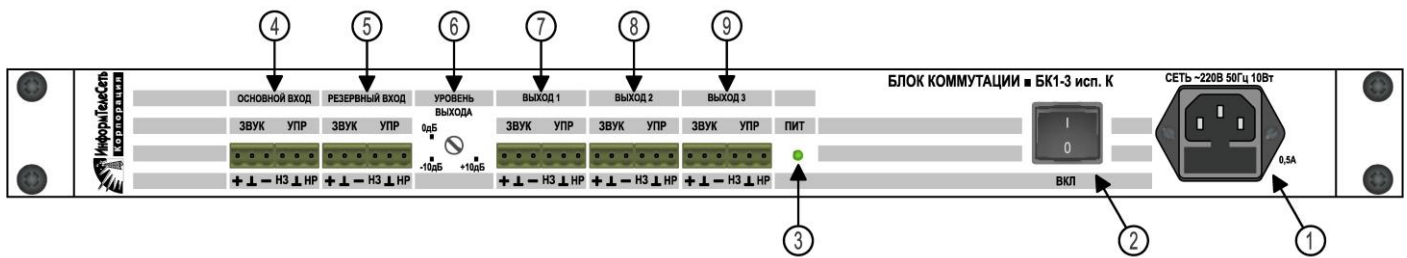 4 5 6 7 8 9
ИнформТелеСеть
корпорация
БЛОК КОММУТАЦИИ ■ БК1-3 исп. К
СЕТЬ ~220В 50Гц 10Вт
ОСНОВНОЙ ВХОД РЕЗЕРВНЫЙ ВХОД УРОВЕНЬ ВЫХОД 1 ВЫХОД 2 ВЫХОД 3
ВЫХОДА
ЗВУК УПР ЗВУК УПР 0дБ ЗВУК УПР ЗВУК УПР ЗВУК УПР ПИТ
I
0
-10дБ +10дБ
0,5А
+ ⊥ − НЗ ⊥ НР + ⊥ − НЗ ⊥ НР + ⊥ − НЗ ⊥ НР + ⊥ − НЗ ⊥ НР + ⊥ − НЗ ⊥ НР
ВКЛ
3 2 1